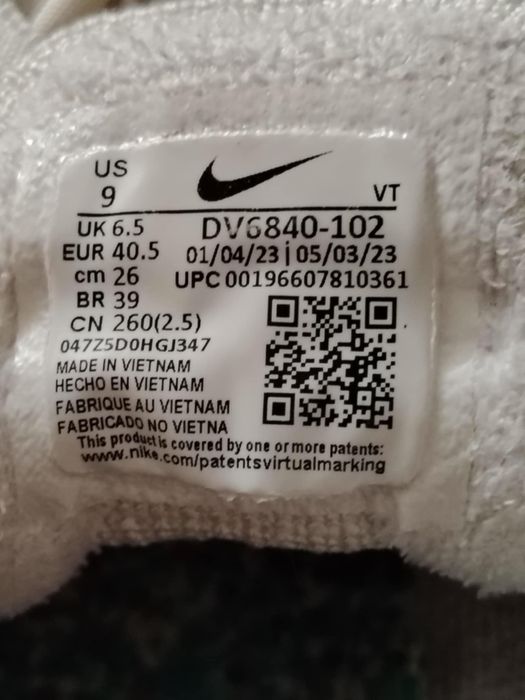 US
9
VT
UK 6.5
DV6840-102
EUR 40.5
01/04/23 | 05/03/23
cm 26
UPC 00196607810361
BR 39
CN 260(2.5)
047Z5D0HGJ347
MADE IN VIETNAM
HECHO EN VIETNAM
FABRIQUE AU VIETNAM
FABRICADO NO VIETNA
This product is covered by one or more patents:
www.nike.com/patentsvirtualmarking